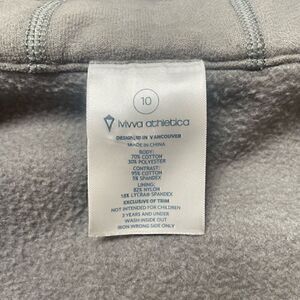 10
ivivva athletica
DESIGNED IN VANCOUVER
MADE IN CHINA
BODY:
70% COTTON
30% POLYESTER
CONTRAST:
95% COTTON
5% SPANDEX
LINING:
82% NYLON
18% LYCRA® SPANDEX
EXCLUSIVE OF TRIM
NOT INTENDED FOR CHILDREN
3 YEARS AND UNDER
WASH INSIDE OUT
IRON WRONG SIDE ONLY